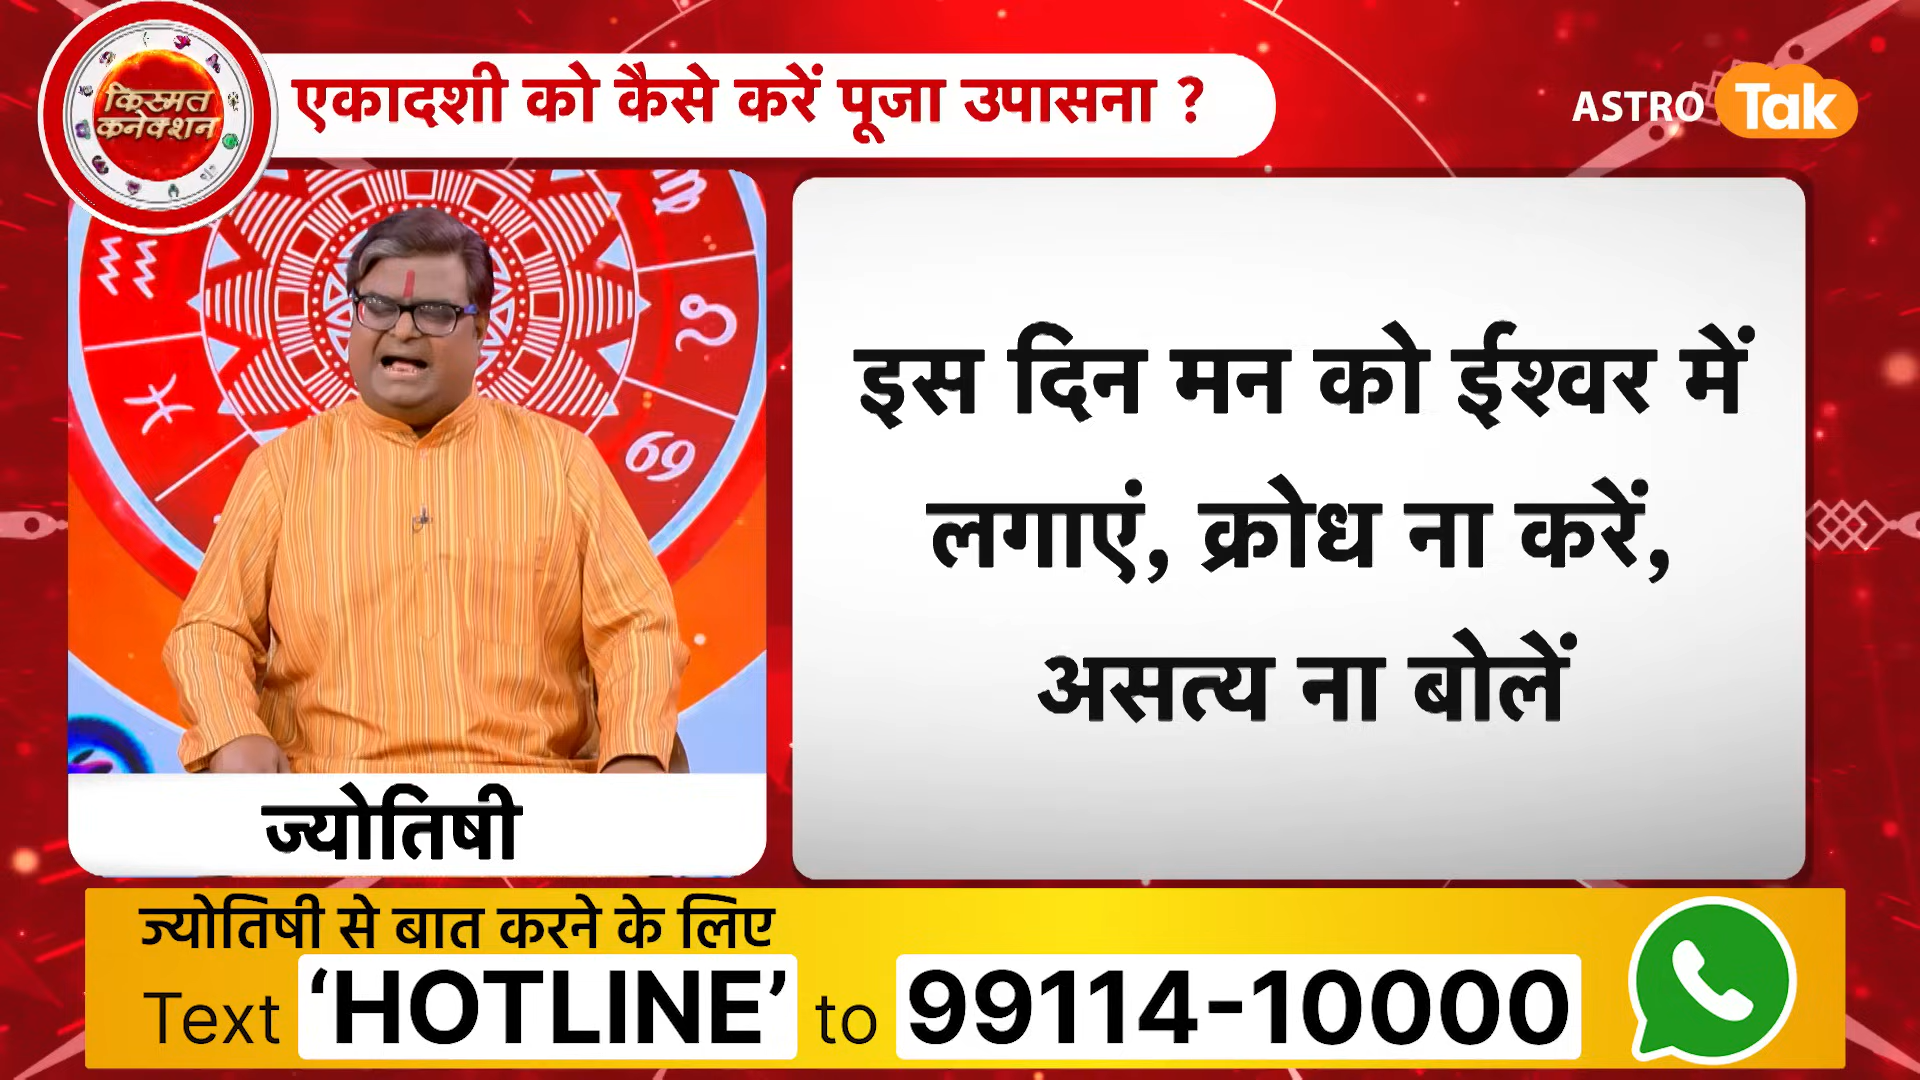 किस्मत
कनेक्शन
एकादशी को कैसे करें पूजा उपासना ?
ASTRO Tak
इस दिन मन को ईश्वर में
लगाएं, क्रोध ना करें,
असत्य ना बोलें
ज्योतिषी
ज्योतिषी से बात करने के लिए
Text ‘HOTLINE’ to 99114-10000